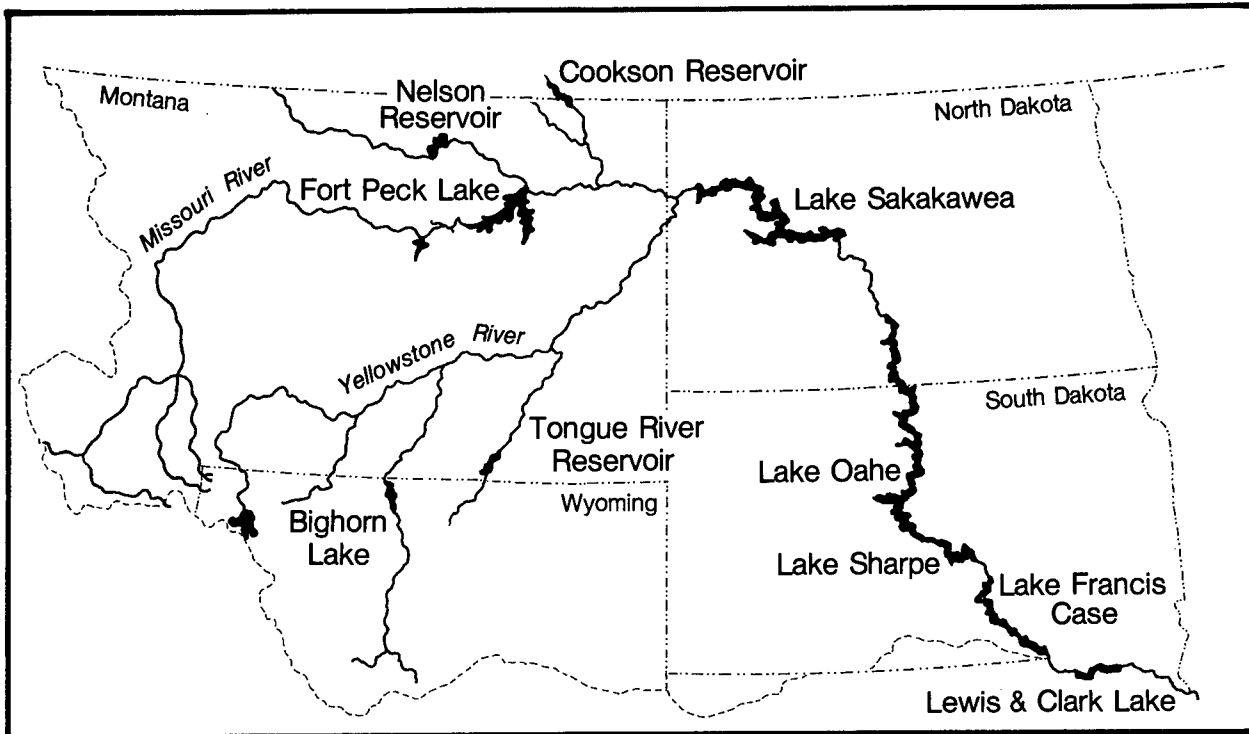 Cookson Reservoir
Montana
Nelson
Reservoir
North Dakota
Missouri River
Fort Peck Lake
Lake Sakakawea
Yellowstone River
South Dakota
Tongue River
Reservoir
Lake Oahe
Wyoming
Bighorn
Lake
Lake Sharpe
Lake Francis
Case
Lewis & Clark Lake